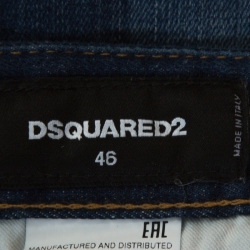 DSQUARED2
46
MADE IN ITALY
EAC
MANUFACTURED AND DISTRIBUTED